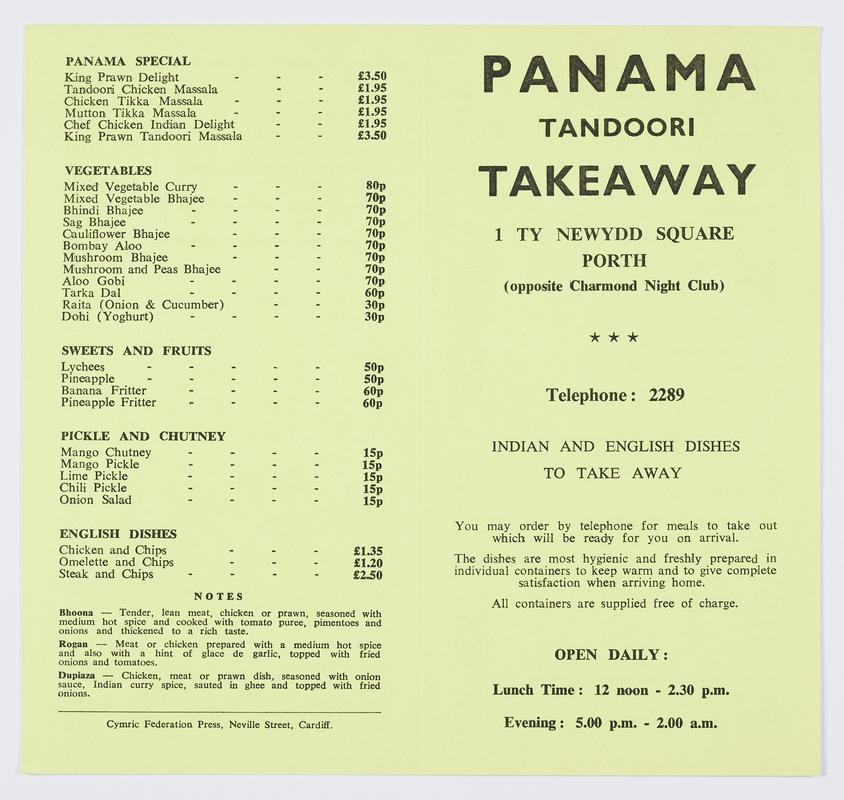 PANAMA SPECIAL
King Prawn Delight - - - £3.50
Tandoori Chicken Massala - - £1.95
Chicken Tikka Massala - - - £1.95
Mutton Tikka Massala - - - £1.95
Chef Chicken Indian Delight - - £1.95
King Prawn Tandoori Massala - - £3.50
VEGETABLES
Mixed Vegetable Curry - - - 80p
Mixed Vegetable Bhajee - - - 70p
Bhindi Bhajee - - - - 70p
Sag Bhajee - - - - 70p
Cauliflower Bhajee - - - 70p
Bombay Aloo - - - - 70p
Mushroom Bhajee - - - 70p
Mushroom and Peas Bhajee - - 70p
Aloo Gobi - - - - 70p
Tarka Dal - - - - 60p
Raita (Onion & Cucumber) - - 30p
Dohi (Yoghurt) - - - - 30p
SWEETS AND FRUITS
Lychees - - - - - 50p
Pineapple - - - - - 50p
Banana Fritter - - - - 60p
Pineapple Fritter - - - - 60p
PICKLE AND CHUTNEY
Mango Chutney - - - - 15p
Mango Pickle - - - - 15p
Lime Pickle - - - - 15p
Chili Pickle - - - - 15p
Onion Salad - - - - 15p
ENGLISH DISHES
Chicken and Chips - - - £1.35
Omelette and Chips - - - £1.20
Steak and Chips - - - - £2.50
NOTES
Bhoona — Tender, lean meat, chicken or prawn, seasoned with
medium hot spice and cooked with tomato puree, pimentoes and
onions and thickened to a rich taste.
Rogan — Meat or chicken prepared with a medium hot spice
and also with a hint of glace de garlic, topped with fried
onions and tomatoes.
Dupiaza — Chicken, meat or prawn dish, seasoned with onion
sauce, Indian curry spice, sauted in ghee and topped with fried
onions.
Cymric Federation Press, Neville Street, Cardiff.
PANAMA
TANDOORI
TAKEAWAY
1 TY NEWYDD SQUARE
PORTH
(opposite Charmond Night Club)
★ ★ ★
Telephone : 2289
INDIAN AND ENGLISH DISHES
TO TAKE AWAY
You may order by telephone for meals to take out
which will be ready for you on arrival.
The dishes are most hygienic and freshly prepared in
individual containers to keep warm and to give complete
satisfaction when arriving home.
All containers are supplied free of charge.
OPEN DAILY :
Lunch Time : 12 noon - 2.30 p.m.
Evening : 5.00 p.m. - 2.00 a.m.